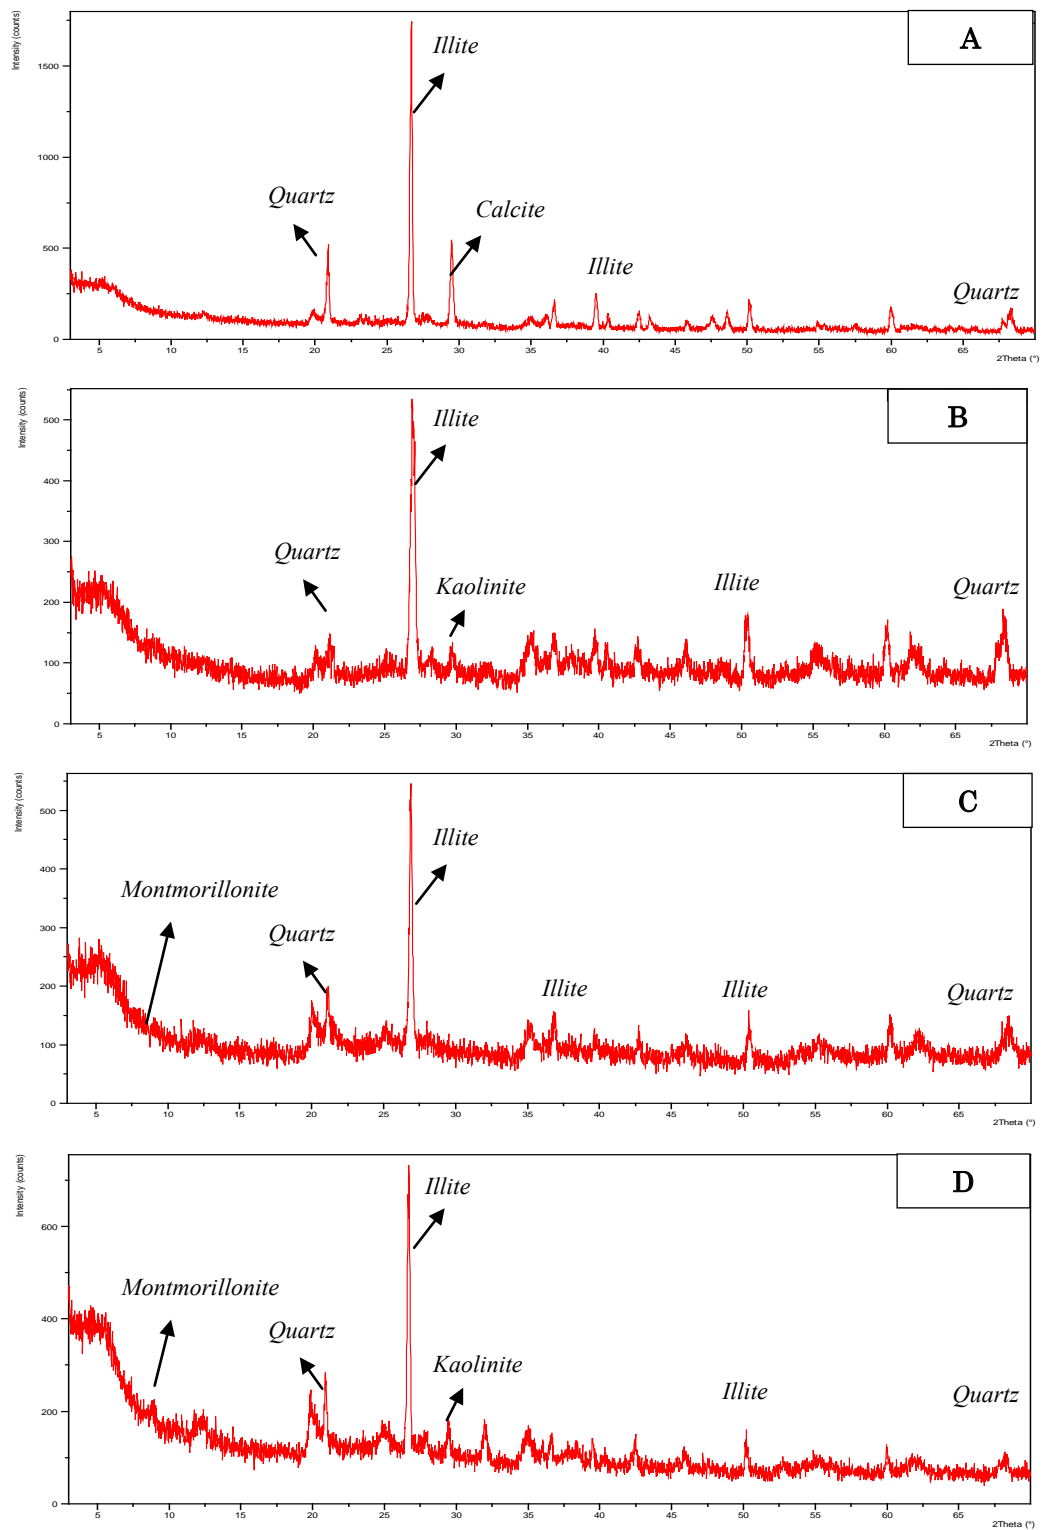 Intensity (counts)
A
Illite
1500
1000
Quartz
Calcite
500
Illite
Quartz
0
5 10 15 20 25 30 35 40 45 50 55 60 65
2Theta (°)
Intensity (counts)
B
500
Illite
400
300
Quartz
Kaolinite
Illite
Quartz
200
100
0
5 10 15 20 25 30 35 40 45 50 55 60 65
2Theta (°)
Intensity (counts)
C
500
Illite
400
Montmorillonite
300
Quartz
200
Illite
Illite
Quartz
100
0
5 10 15 20 25 30 35 40 45 50 55 60 65
2Theta (°)
Intensity (counts)
D
Illite
600
Montmorillonite
400
Quartz
Kaolinite
Illite
Quartz
200
0
5 10 15 20 25 30 35 40 45 50 55 60 65
2Theta (°)